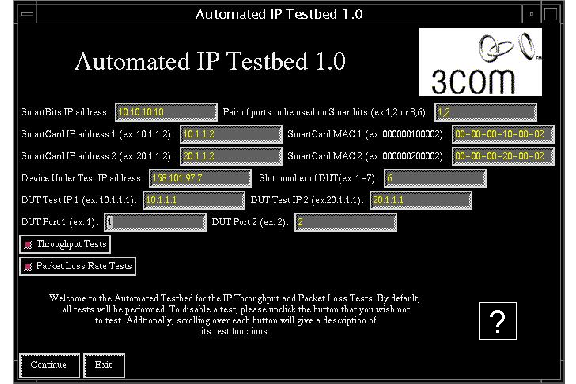 Automated IP Testbed 1.0
Automated IP Testbed 1.0
3COM
SmartBits IP address: 10.10.10.10 Pair of ports to be used on Smartbits (ex. 1,2 or 3,6): 1,2
SmartCard IP address 1 (ex. 10.1.1.2): 10.1.1.2 SmartCard MAC 1 (ex. 000000100002): 00-00-00-10-00-02
SmartCard IP address 2 (ex. 20.1.1.2): 20.1.1.2 SmartCard MAC 2 (ex. 000000200002): 00-00-00-20-00-02
Device Under Test IP address: Slot number of DUT(ex. 1-7): 6
DUT Test IP 1 (ex. 10.1.1.1): 10.1.1.1 DUT Test IP 2 (ex.20.1.1.1): 20.1.1.1
DUT Port 1 (ex. 1): 1 DUT Port 2 (ex. 2): 2
Throughput Tests
Packet Loss Rate Tests
Welcome to the Automated Testbed for the IP Throughput and Packet Loss Tests. By default,
all tests will be performed. To disable a test, please unclick the button that you wish not
to test. Additionally, scrolling over each button will give a description of
its test functions.
?
Continue Exit